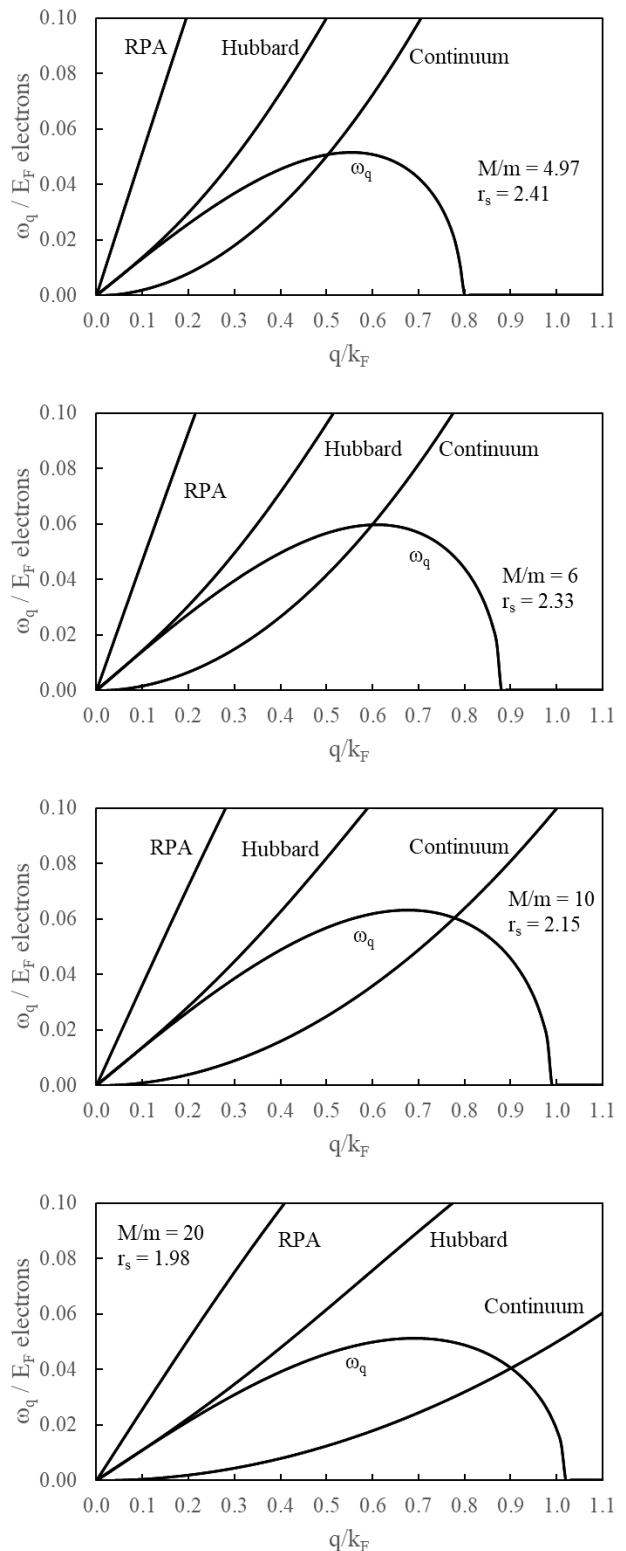 0.10
0.08
0.06
0.04
0.02
0.00
ω_q / E_F electrons
RPA
Hubbard
Continuum
ω_q
M/m = 4.97
r_s = 2.41
0.0 0.1 0.2 0.3 0.4 0.5 0.6 0.7 0.8 0.9 1.0 1.1
q/k_F
0.10
0.08
0.06
0.04
0.02
0.00
ω_q / E_F electrons
RPA
Hubbard
Continuum
ω_q
M/m = 6
r_s = 2.33
0.0 0.1 0.2 0.3 0.4 0.5 0.6 0.7 0.8 0.9 1.0 1.1
q/k_F
0.10
0.08
0.06
0.04
0.02
0.00
ω_q / E_F electrons
RPA
Hubbard
Continuum
ω_q
M/m = 10
r_s = 2.15
0.0 0.1 0.2 0.3 0.4 0.5 0.6 0.7 0.8 0.9 1.0 1.1
q/k_F
0.10
0.08
0.06
0.04
0.02
0.00
ω_q / E_F electrons
M/m = 20
r_s = 1.98
RPA
Hubbard
Continuum
ω_q
0.0 0.1 0.2 0.3 0.4 0.5 0.6 0.7 0.8 0.9 1.0 1.1
q/k_F